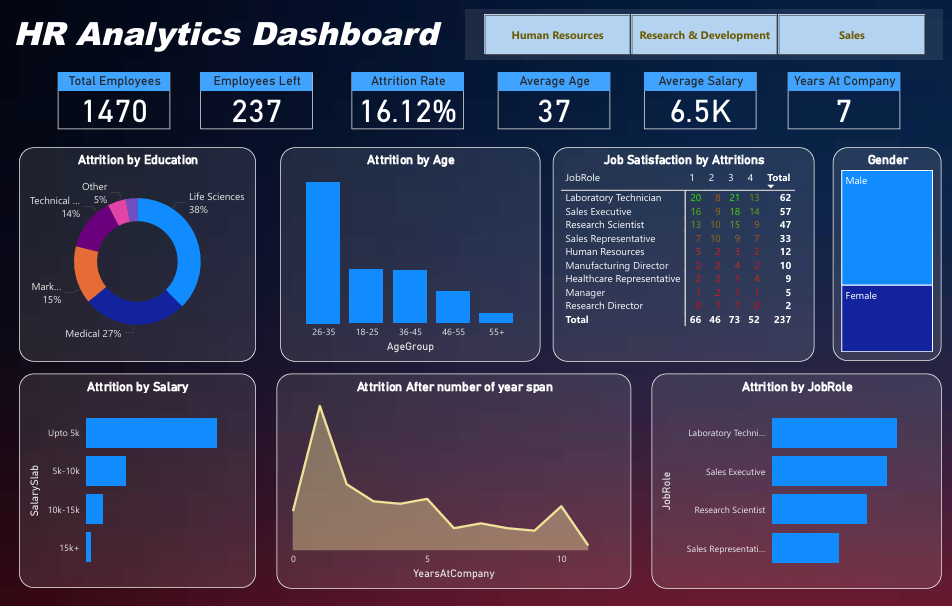 HR Analytics Dashboard
Human Resources
Research & Development
Sales
Total Employees
1470
Employees Left
237
Attrition Rate
16.12%
Average Age
37
Average Salary
6.5K
Years At Company
7
Attrition by Education
Other
5%
Technical ...
14%
Life Sciences
38%
Mark...
15%
Medical 27%
Attrition by Age
26-35 18-25 36-45 46-55 55+
AgeGroup
Job Satisfaction by Attritions
JobRole 1 2 3 4 Total
Laboratory Technician 20 8 21 13 62
Sales Executive 16 9 18 14 57
Research Scientist 13 10 15 9 47
Sales Representative 7 10 9 7 33
Human Resources 5 2 3 2 12
Manufacturing Director 2 2 4 2 10
Healthcare Representative 2 2 1 4 9
Manager 1 2 1 1 5
Research Director 0 1 1 0 2
Total 66 46 73 52 237
Gender
Male
Female
Attrition by Salary
SalarySlab
Upto 5k
5k-10k
10k-15k
15k+
Attrition After number of year span
0 5 10
YearsAtCompany
Attrition by JobRole
JobRole
Laboratory Techni...
Sales Executive
Research Scientist
Sales Representati...